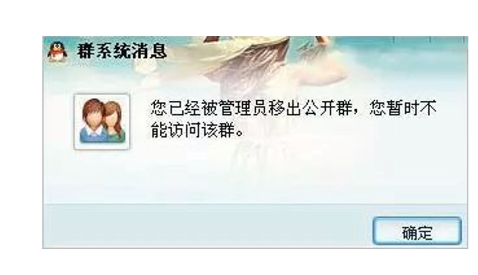 群系统消息
您已经被管理员移出公开群，您暂时不
能访问该群。
确定